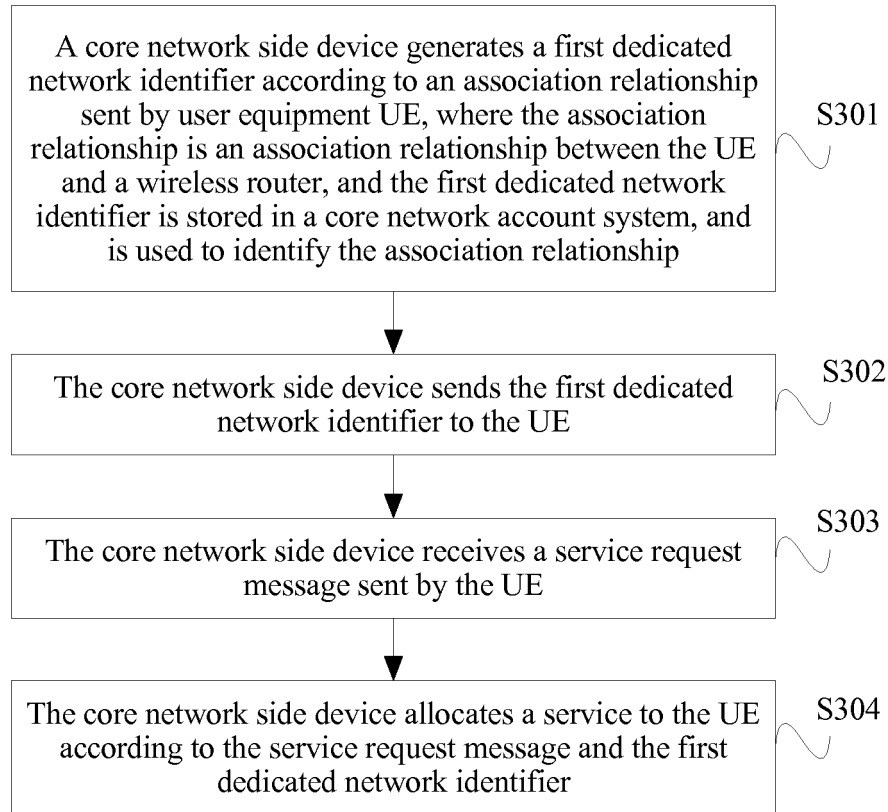 A core network side device generates a first dedicated
network identifier according to an association relationship
sent by user equipment UE, where the association
relationship is an association relationship between the UE
and a wireless router, and the first dedicated network
identifier is stored in a core network account system, and
is used to identify the association relationship
S301
The core network side device sends the first dedicated
network identifier to the UE
S302
The core network side device receives a service request
message sent by the UE
S303
The core network side device allocates a service to the UE
according to the service request message and the first
dedicated network identifier
S304